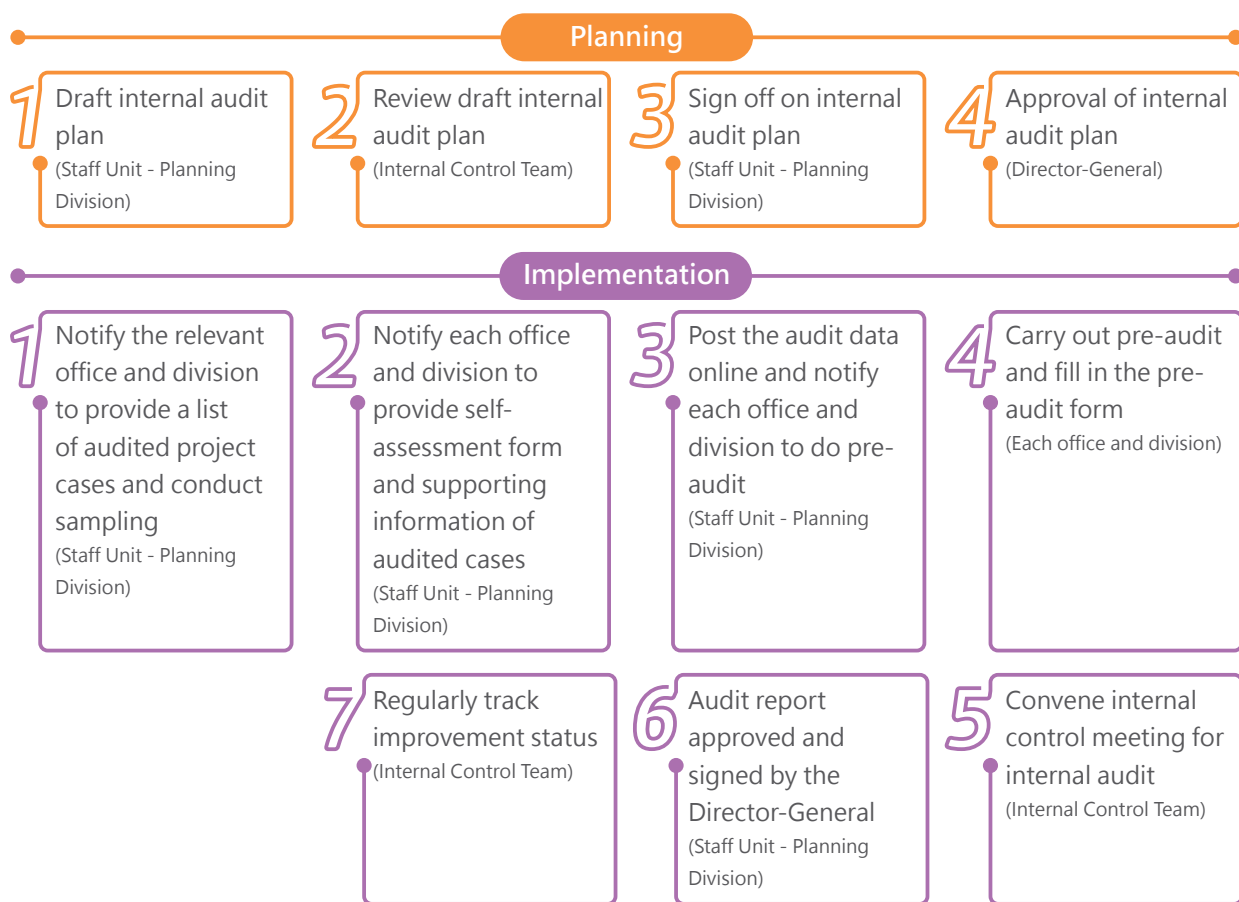 Planning
1
Draft internal audit
plan
(Staff Unit - Planning
Division)
2
Review draft internal
audit plan
(Internal Control Team)
3
Sign off on internal
audit plan
(Staff Unit - Planning
Division)
4
Approval of internal
audit plan
(Director-General)
Implementation
1
Notify the relevant
office and division
to provide a list
of audited project
cases and conduct
sampling
(Staff Unit - Planning
Division)
2
Notify each office
and division to
provide self-
assessment form
and supporting
information of
audited cases
(Staff Unit - Planning
Division)
3
Post the audit data
online and notify
each office and
division to do pre-
audit
(Staff Unit - Planning
Division)
4
Carry out pre-audit
and fill in the pre-
audit form
(Each office and division)
5
Convene internal
control meeting for
internal audit
(Internal Control Team)
6
Audit report
approved and
signed by the
Director-General
(Staff Unit - Planning
Division)
7
Regularly track
improvement status
(Internal Control Team)